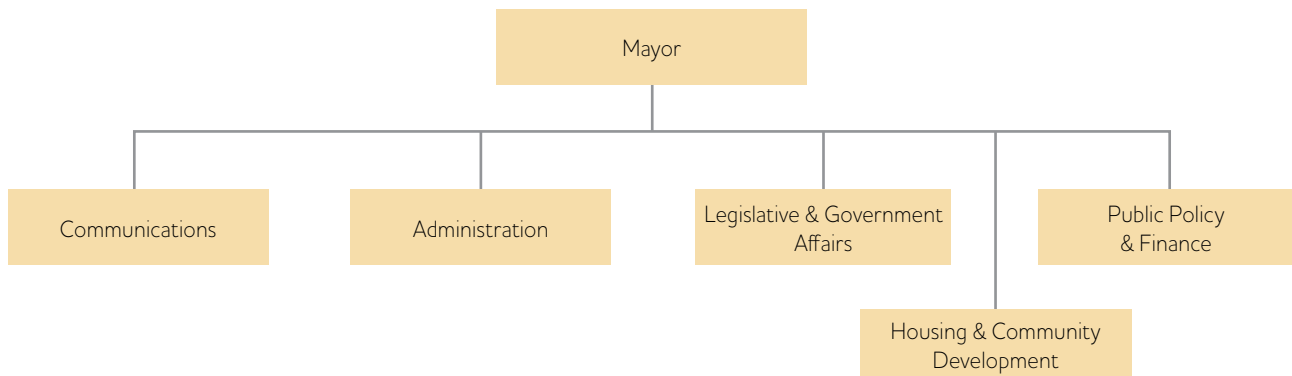 Mayor
Communications
Administration
Legislative & Government
Affairs
Public Policy
& Finance
Housing & Community
Development